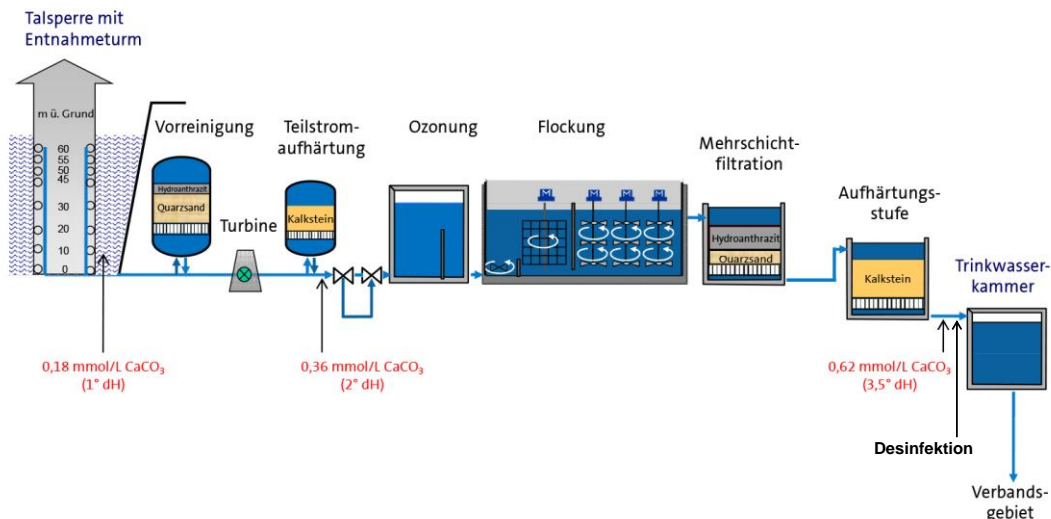 Talsperre mit
Entnahmeturm
m ü. Grund
60
55
50
45
30
20
10
0
Vorreinigung
Hydroanthrazit
Quarzsand
Turbine
Teilstrom-
aufhärtung
Kalkstein
Ozonung
Flockung
M
M
M
M
Mehrschicht-
filtration
Hydroanthrazit
Quarzsand
Aufhärtungs-
stufe
Kalkstein
Trinkwasser-
kammer
0,18 mmol/L CaCO₃
(1° dH)
0,36 mmol/L CaCO₃
(2° dH)
0,62 mmol/L CaCO₃
(3,5° dH)
Desinfektion
Verbands-
gebiet